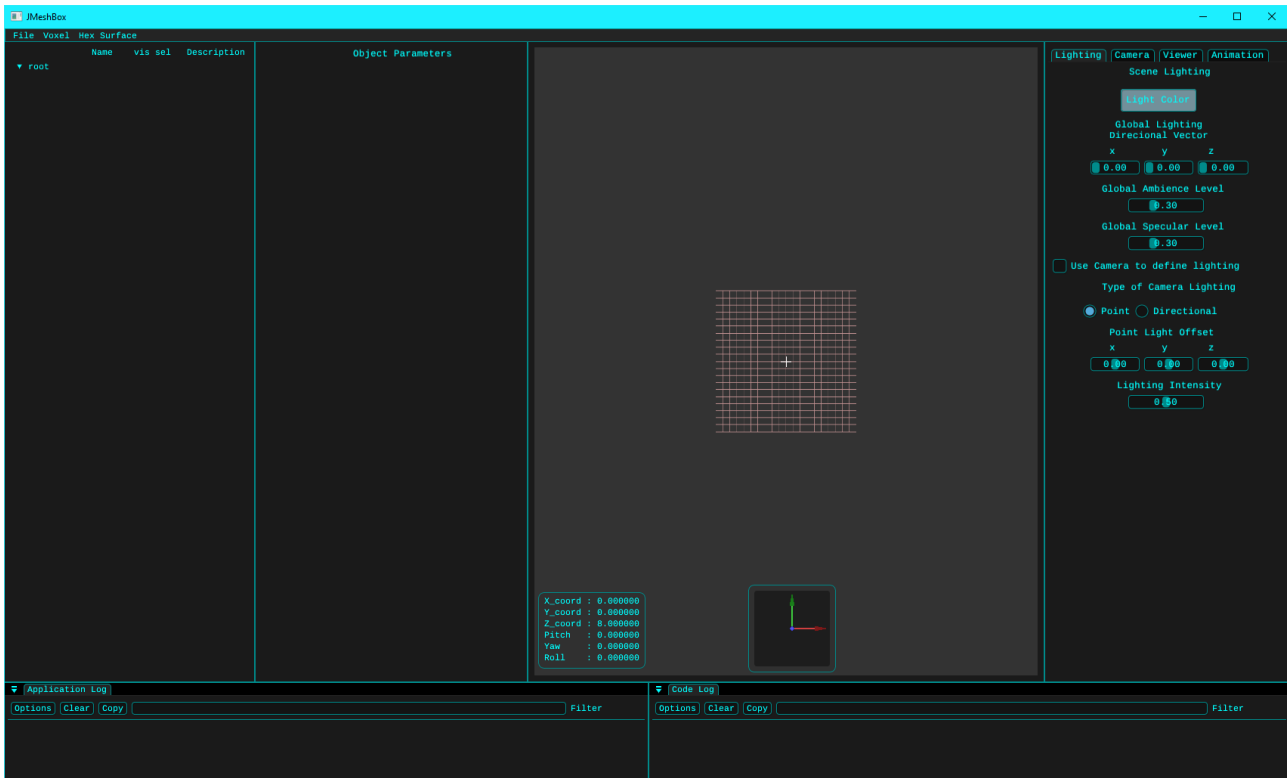 JMeshBox
File Voxel Hex Surface
Name vis sel Description
▼ root
Object Parameters
X_coord : 0.000000
Y_coord : 0.000000
Z_coord : 8.000000
Pitch : 0.000000
Yaw : 0.000000
Roll : 0.000000
Lighting Camera Viewer Animation
Scene Lighting
Light Color
Global Lighting
Direcional Vector
x y z
0.00 0.00 0.00
Global Ambience Level
0.30
Global Specular Level
0.30
Use Camera to define lighting
Type of Camera Lighting
Point Directional
Point Light Offset
x y z
0.00 0.00 0.00
Lighting Intensity
0.50
Application Log
Options Clear Copy Filter
Code Log
Options Clear Copy Filter